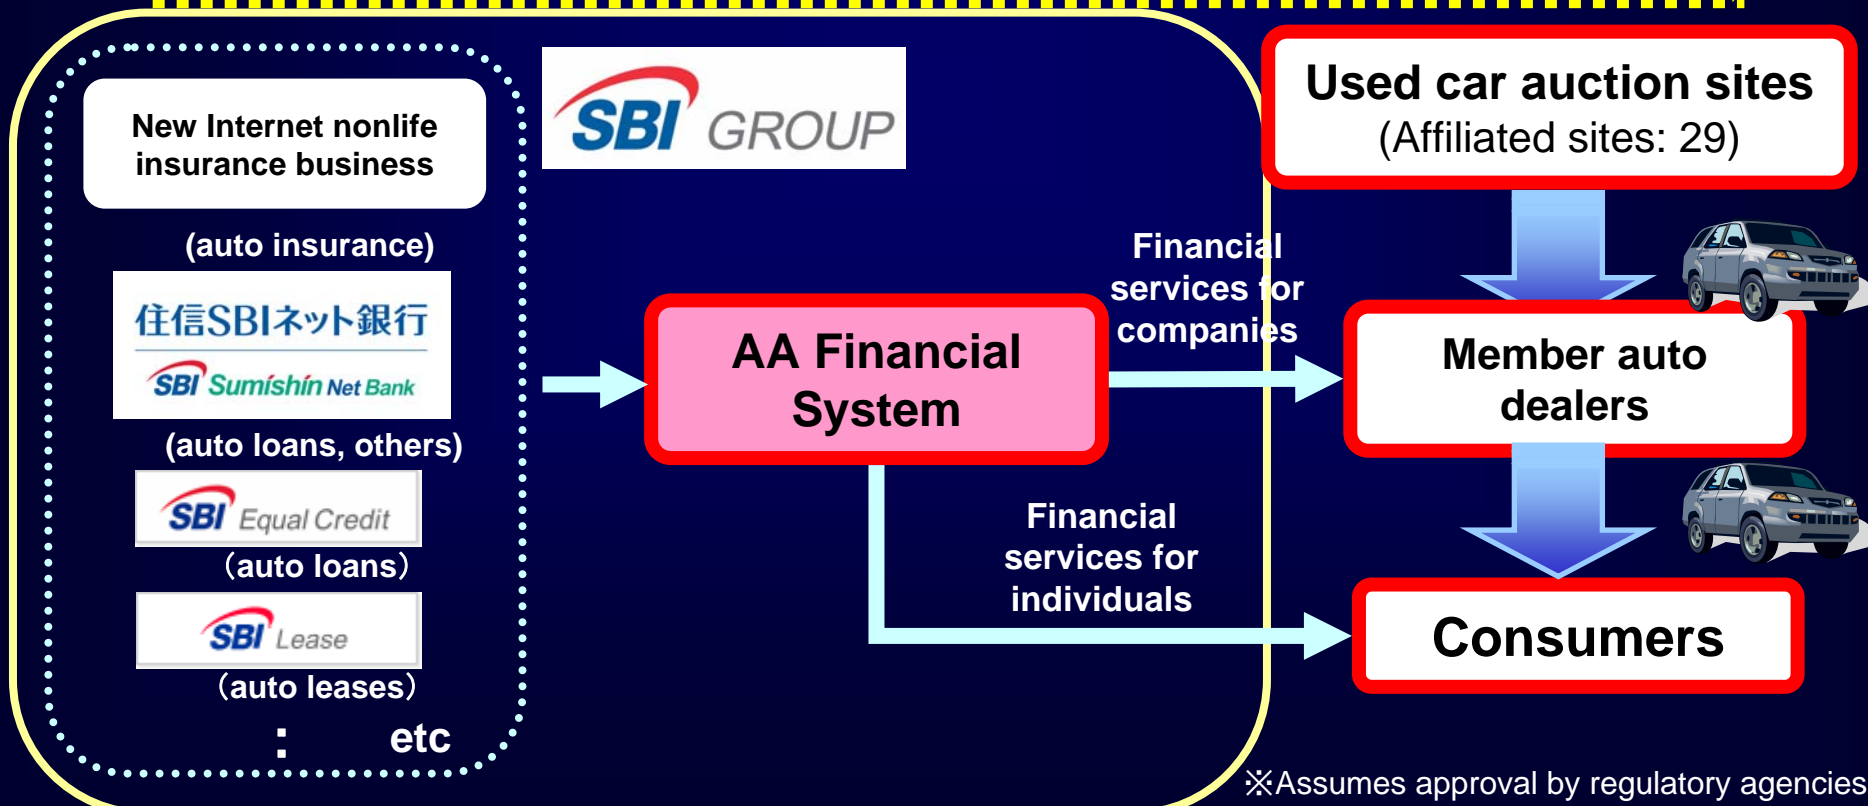 New Internet nonlife
insurance business
(auto insurance)
住信SBIネット銀行
SBI Sumishin Net Bank
(auto loans, others)
SBI Equal Credit
（auto loans）
SBI Lease
（auto leases）
: etc
SBI GROUP
AA Financial
System
Financial
services for
companies
Financial
services for
individuals
Used car auction sites
(Affiliated sites: 29)
Member auto
dealers
Consumers
※Assumes approval by regulatory agencies